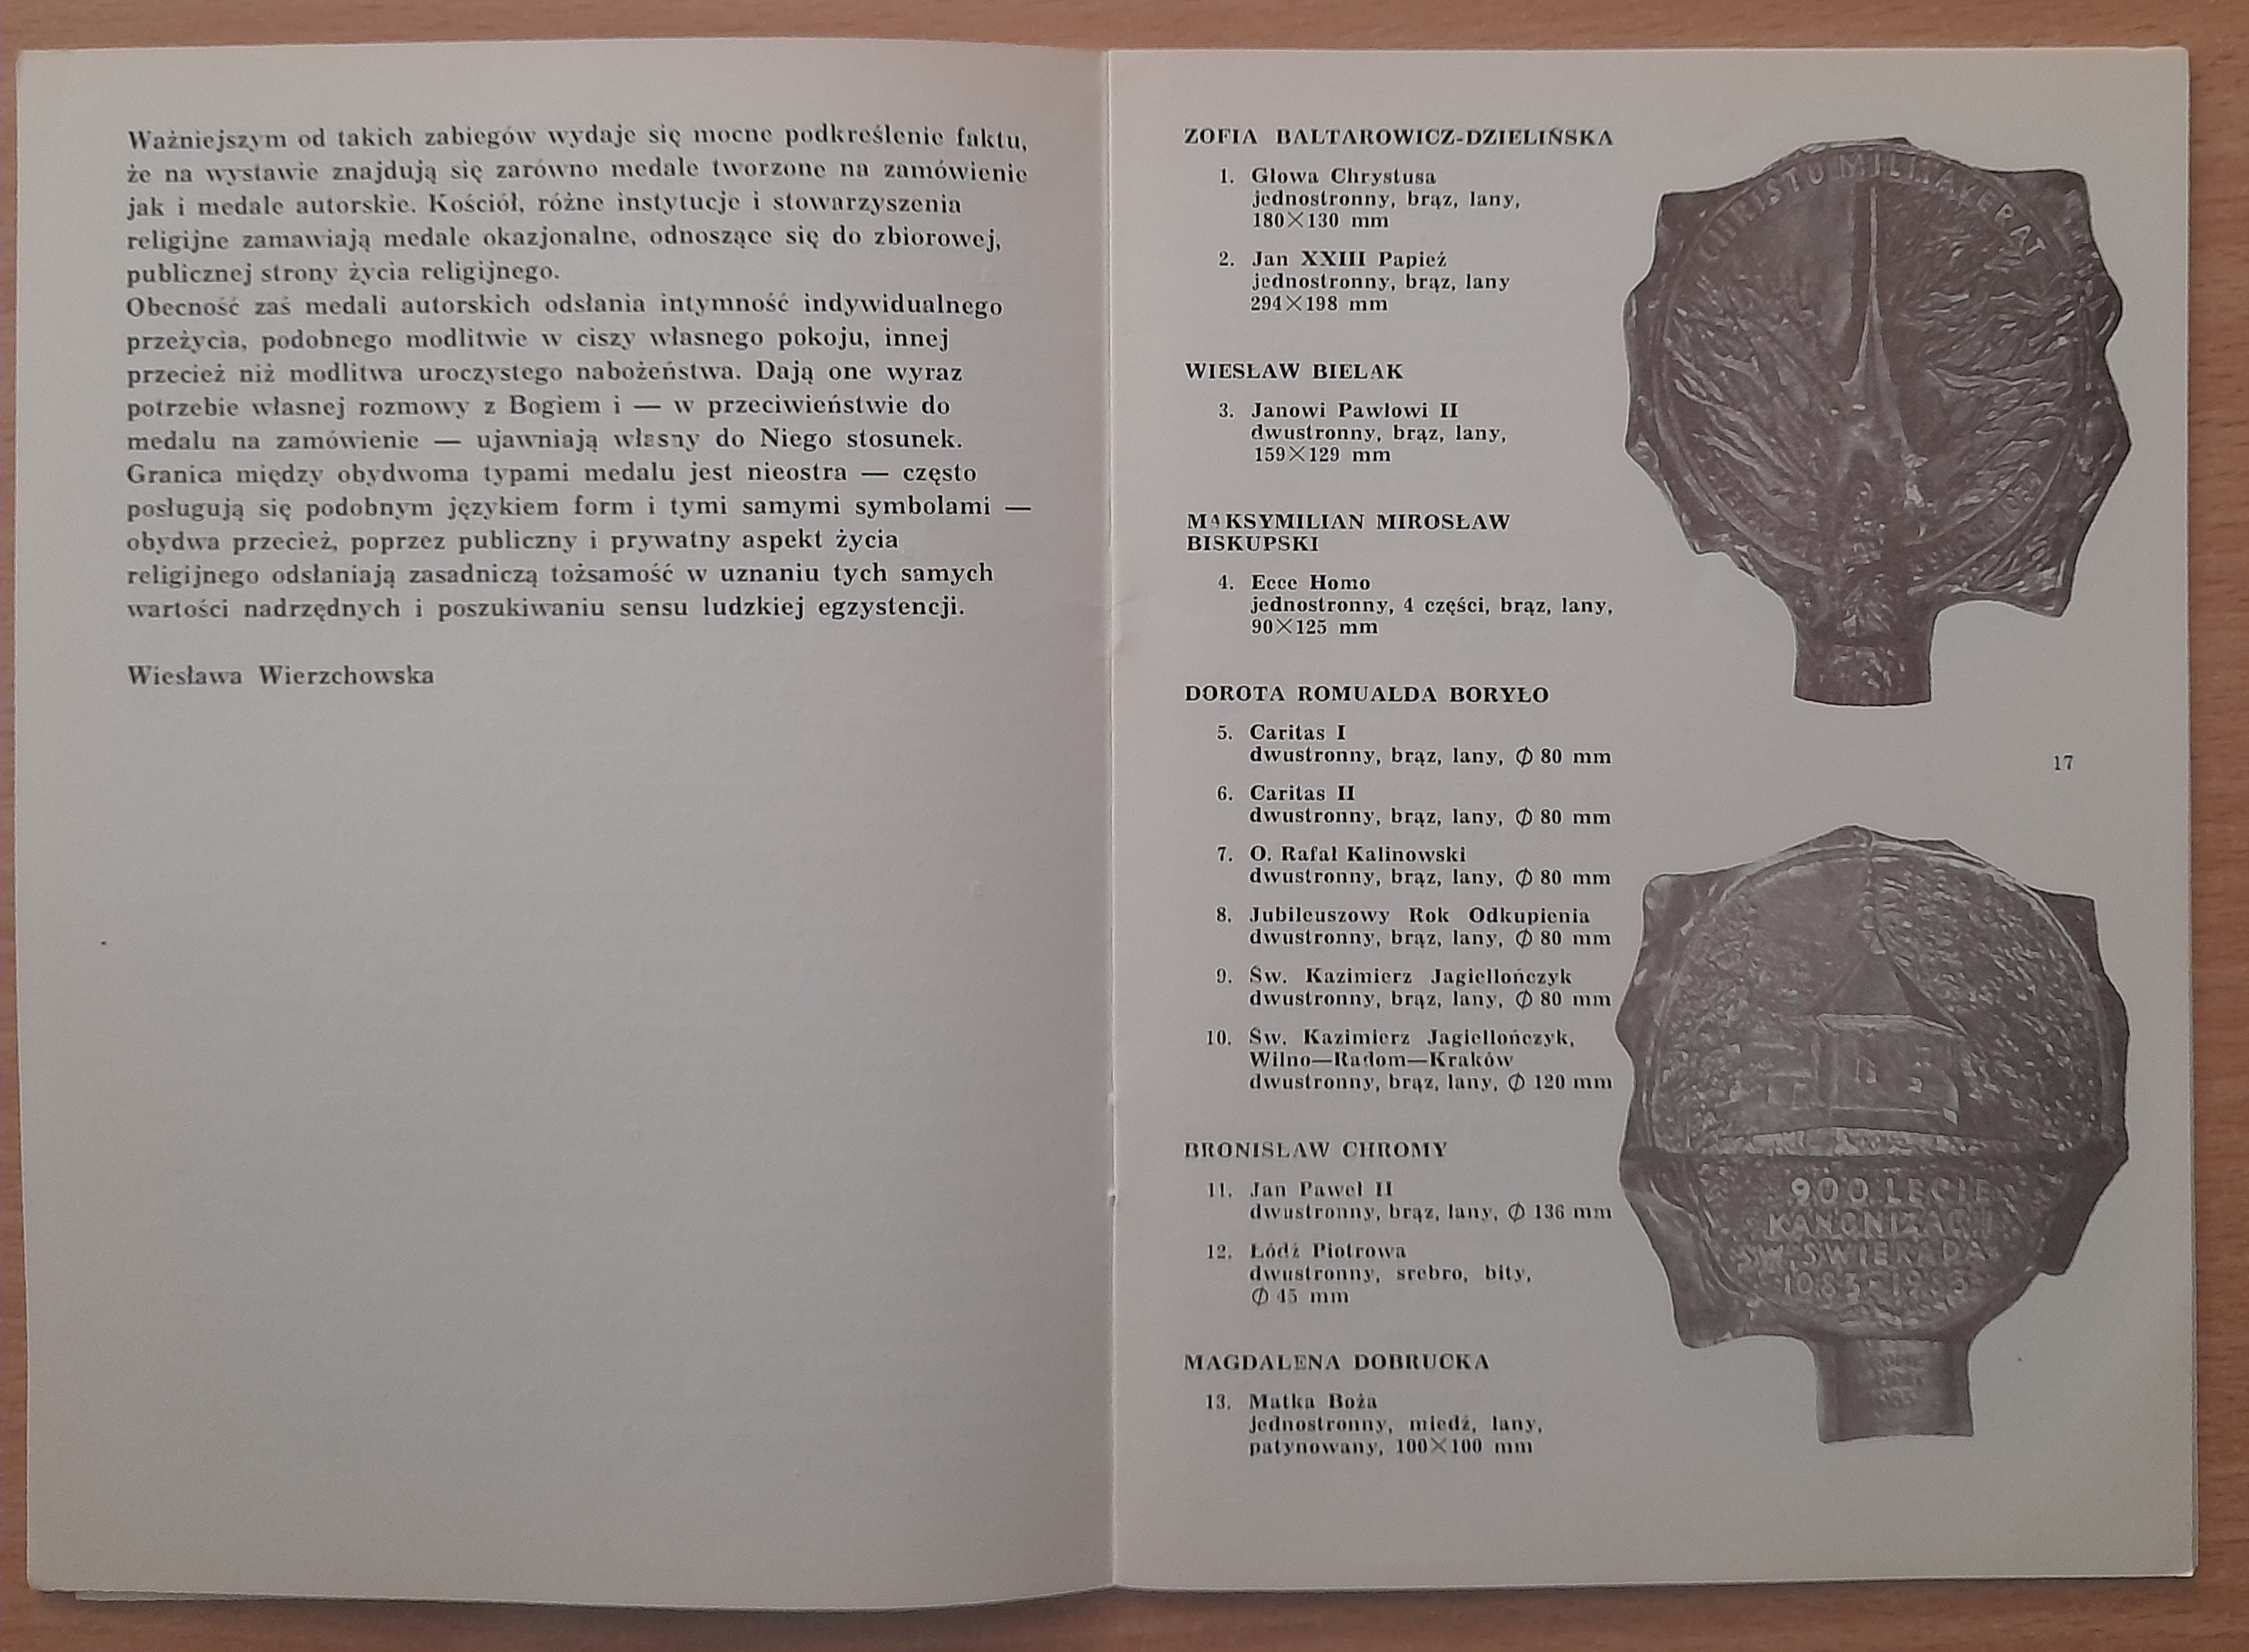 Ważniejszym od takich zabiegów wydaje się mocne podkreślenie faktu,
że na wystawie znajdują się zarówno medale tworzone na zamówienie
jak i medale autorskie. Kościół, różne instytucje i stowarzyszenia
religijne zamawiają medale okazjonalne, odnoszące się do zbiorowej,
publicznej strony życia religijnego.
Obecność zaś medali autorskich odsłania intymność indywidualnego
przeżycia, podobnego modlitwie w ciszy własnego pokoju, innej
przecież niż modlitwa uroczystego nabożeństwa. Dają one wyraz
potrzebie własnej rozmowy z Bogiem i — w przeciwieństwie do
medalu na zamówienie — ujawniają własny do Niego stosunek.
Granica między obydwoma typami medalu jest nieostra — często
posługują się podobnym językiem form i tymi samymi symbolami —
obydwa przecież, poprzez publiczny i prywatny aspekt życia
religijnego odsłaniają zasadniczą tożsamość w uznaniu tych samych
wartości nadrzędnych i poszukiwaniu sensu ludzkiej egzystencji.
Wiesława Wierzchowska
ZOFIA BALTAROWICZ-DZIELIŃSKA
1. Głowa Chrystusa
jednostronny, brąz, lany,
180×130 mm
2. Jan XXIII Papież
jednostronny, brąz, lany
294×198 mm
WIESŁAW BIELAK
3. Janowi Pawłowi II
dwustronny, brąz, lany,
159×129 mm
MAKSYMILIAN MIROSŁAW
BISKUPSKI
4. Ecce Homo
jednostronny, 4 części, brąz, lany,
90×125 mm
DOROTA ROMUALDA BORYŁO
5. Caritas I
dwustronny, brąz, lany, ∅ 80 mm
6. Caritas II
dwustronny, brąz, lany, ∅ 80 mm
7. O. Rafał Kalinowski
dwustronny, brąz, lany, ∅ 80 mm
8. Jubileuszowy Rok Odkupienia
dwustronny, brąz, lany, ∅ 80 mm
9. Św. Kazimierz Jagiellończyk
dwustronny, brąz, lany, ∅ 80 mm
10. Św. Kazimierz Jagiellończyk,
Wilno—Radom—Kraków
dwustronny, brąz, lany, ∅ 120 mm
BRONISŁAW CHROMY
11. Jan Paweł II
dwustronny, brąz, lany, ∅ 136 mm
12. Łódź Piotrowa
dwustronny, srebro, bity,
∅ 45 mm
MAGDALENA DOBRUCKA
13. Matka Boża
jednostronny, miedź, lany,
patynowany, 100×100 mm
CHRISTU MILITAVERAT
17
900 LECIE
KANONIZACJI
ŚW. ŚWIERADA
1083-1983